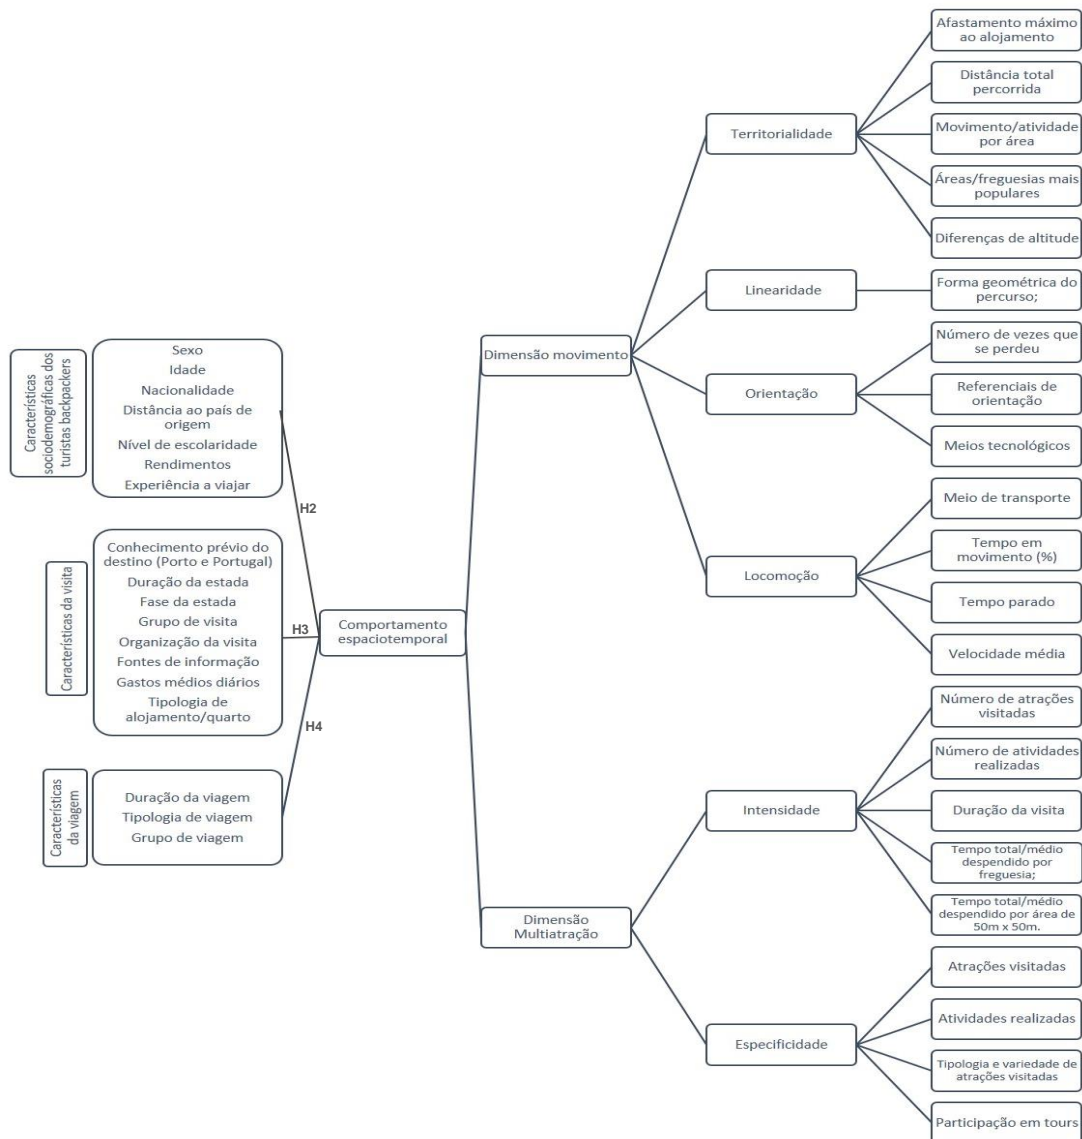 Características
sociodemográficas dos
turistas backpackers
Sexo
Idade
Nacionalidade
Distância ao país de
origem
Nível de escolaridade
Rendimentos
Experiência a viajar
H2
Características da visita
Conhecimento prévio do
destino (Porto e Portugal)
Duração da estada
Fase da estada
Grupo de visita
Organização da visita
Fontes de informação
Gastos médios diários
Tipologia de
alojamento/quarto
H3
Características
da viagem
Duração da viagem
Tipologia de viagem
Grupo de viagem
H4
Comportamento
espaciotemporal
Dimensão movimento
Territorialidade
Afastamento máximo
ao alojamento
Distância total
percorrida
Movimento/atividade
por área
Áreas/freguesias mais
populares
Diferenças de altitude
Linearidade
Forma geométrica do
percurso;
Orientação
Número de vezes que
se perdeu
Referenciais de
orientação
Meios tecnológicos
Locomoção
Meio de transporte
Tempo em
movimento (%)
Tempo parado
Velocidade média
Dimensão
Multiatração
Intensidade
Número de atrações
visitadas
Número de atividades
realizadas
Duração da visita
Tempo total/médio
despendido por
freguesia;
Tempo total/médio
despendido por área de
50m x 50m.
Especificidade
Atrações visitadas
Atividades realizadas
Tipologia e variedade de
atrações visitadas
Participação em tours